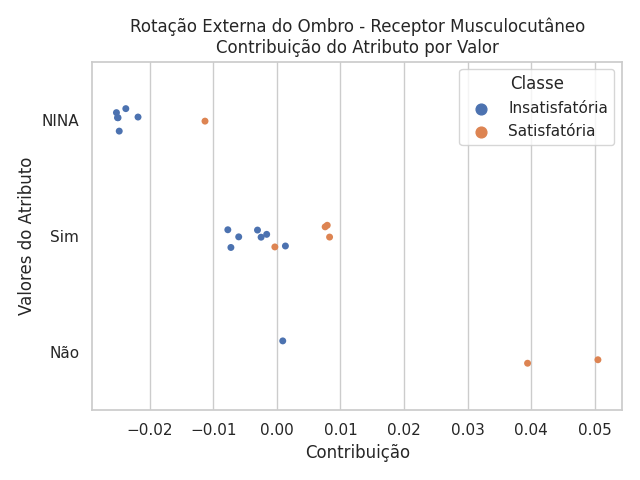 Rotação Externa do Ombro - Receptor Musculocutâneo
Contribuição do Atributo por Valor
Classe
Insatisfatória
Satisfatória
Valores do Atributo
NINA
Sim
Não
−0.02
−0.01
0.00
0.01
0.02
0.03
0.04
0.05
Contribuição